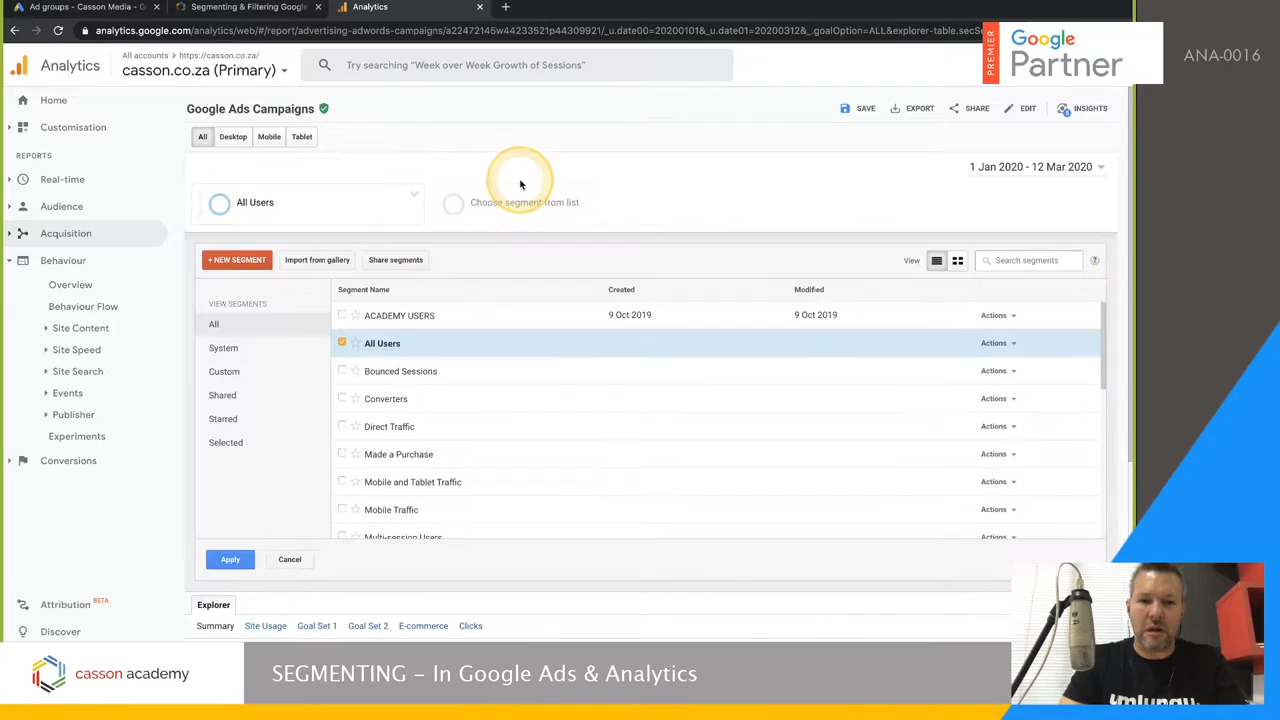 Ad groups - Casson Media - G
Segmenting & Filtering Google
Analytics
analytics.google.com/analytics/web/#/report/advertising-adwords-campaigns/a22472145w44233521p44309921/_u.date00=20200101&_u.date01=20200312&_.goalOption=ALL&explorer-table.secS
PREMIER
Google
Partner
ANA-0016
Analytics
All accounts > https://casson.co.za/
casson.co.za (Primary)
Try searching "Week over Week Growth of Sessions"
Home
Customisation
REPORTS
Real-time
Audience
Acquisition
Behaviour
Overview
Behaviour Flow
Site Content
Site Speed
Site Search
Events
Publisher
Experiments
Conversions
Attribution BETA
Discover
Google Ads Campaigns
SAVE
EXPORT
SHARE
EDIT
INSIGHTS
All
Desktop
Mobile
Tablet
1 Jan 2020 - 12 Mar 2020
All Users
Choose segment from list
+ NEW SEGMENT
Import from gallery
Share segments
View
Search segments
VIEW SEGMENTS
All
System
Custom
Shared
Starred
Selected
Segment Name Created Modified
ACADEMY USERS 9 Oct 2019 9 Oct 2019 Actions
All Users Actions
Bounced Sessions Actions
Converters Actions
Direct Traffic Actions
Made a Purchase Actions
Mobile and Tablet Traffic Actions
Mobile Traffic Actions
Multi-session Users Actions
Apply
Cancel
Explorer
Summary
Site Usage
Goal Set 1
Goal Set 2
E-commerce
Clicks
casson academy
SEGMENTING – In Google Ads & Analytics